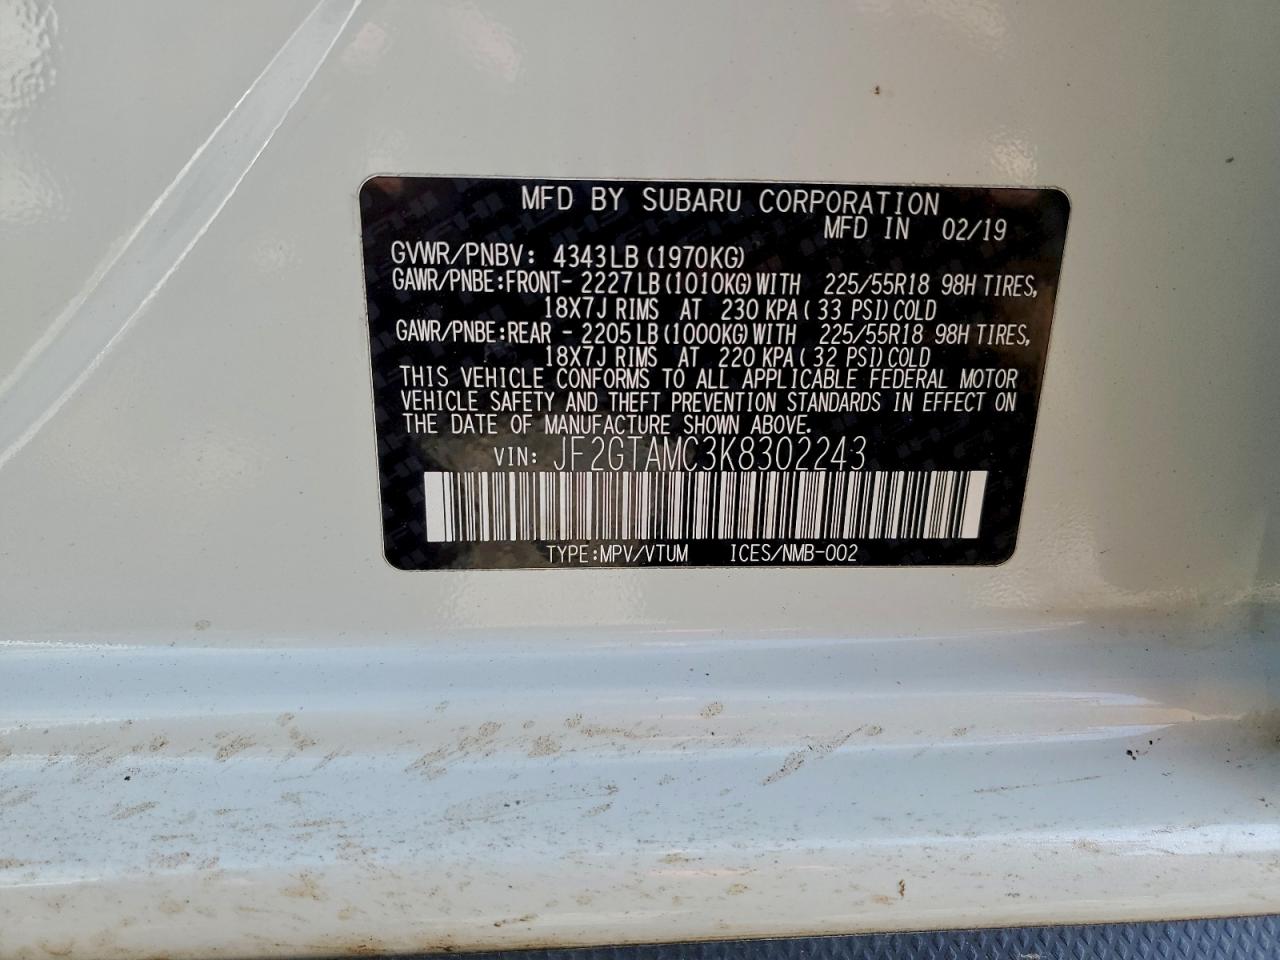 MFD BY SUBARU CORPORATION
MFD IN 02/19
GVWR/PNBV: 4343LB (1970KG)
GAWR/PNBE:FRONT- 2227LB (1010KG) WITH 225/55R18 98H TIRES,
18X7J RIMS AT 230 KPA ( 33 PSI) COLD
GAWR/PNBE:REAR - 2205LB (1000KG) WITH 225/55R18 98H TIRES,
18X7J RIMS AT 220 KPA ( 32 PSI) COLD
THIS VEHICLE CONFORMS TO ALL APPLICABLE FEDERAL MOTOR
VEHICLE SAFETY AND THEFT PREVENTION STANDARDS IN EFFECT ON
THE DATE OF MANUFACTURE SHOWN ABOVE.
VIN: JF2GTAMC3K8302243
TYPE:MPV/VTUM ICES/NMB-002